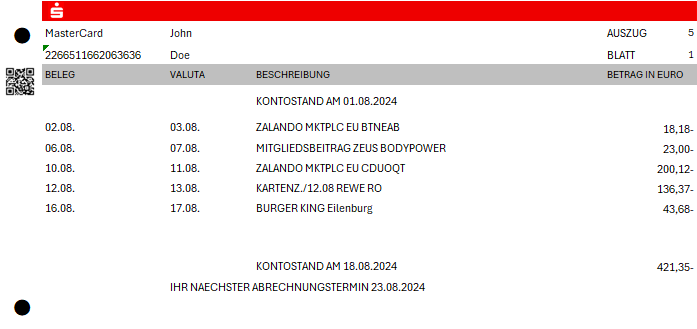 MasterCard John AUSZUG 5
2266511662063636 Doe BLATT 1
BELEG VALUTA BESCHREIBUNG BETRAG IN EURO
KONTOSTAND AM 01.08.2024
02.08. 03.08. ZALANDO MKTPLC EU BTNEAB 18,18-
06.08. 07.08. MITGLIEDSBEITRAG ZEUS BODYPOWER 23,00-
10.08. 11.08. ZALANDO MKTPLC EU CDUOQT 200,12-
12.08. 13.08. KARTENZ./12.08 REWE RO 136,37-
16.08. 17.08. BURGER KING Eilenburg 43,68-
KONTOSTAND AM 18.08.2024 421,35-
IHR NAECHSTER ABRECHNUNGSTERMIN 23.08.2024